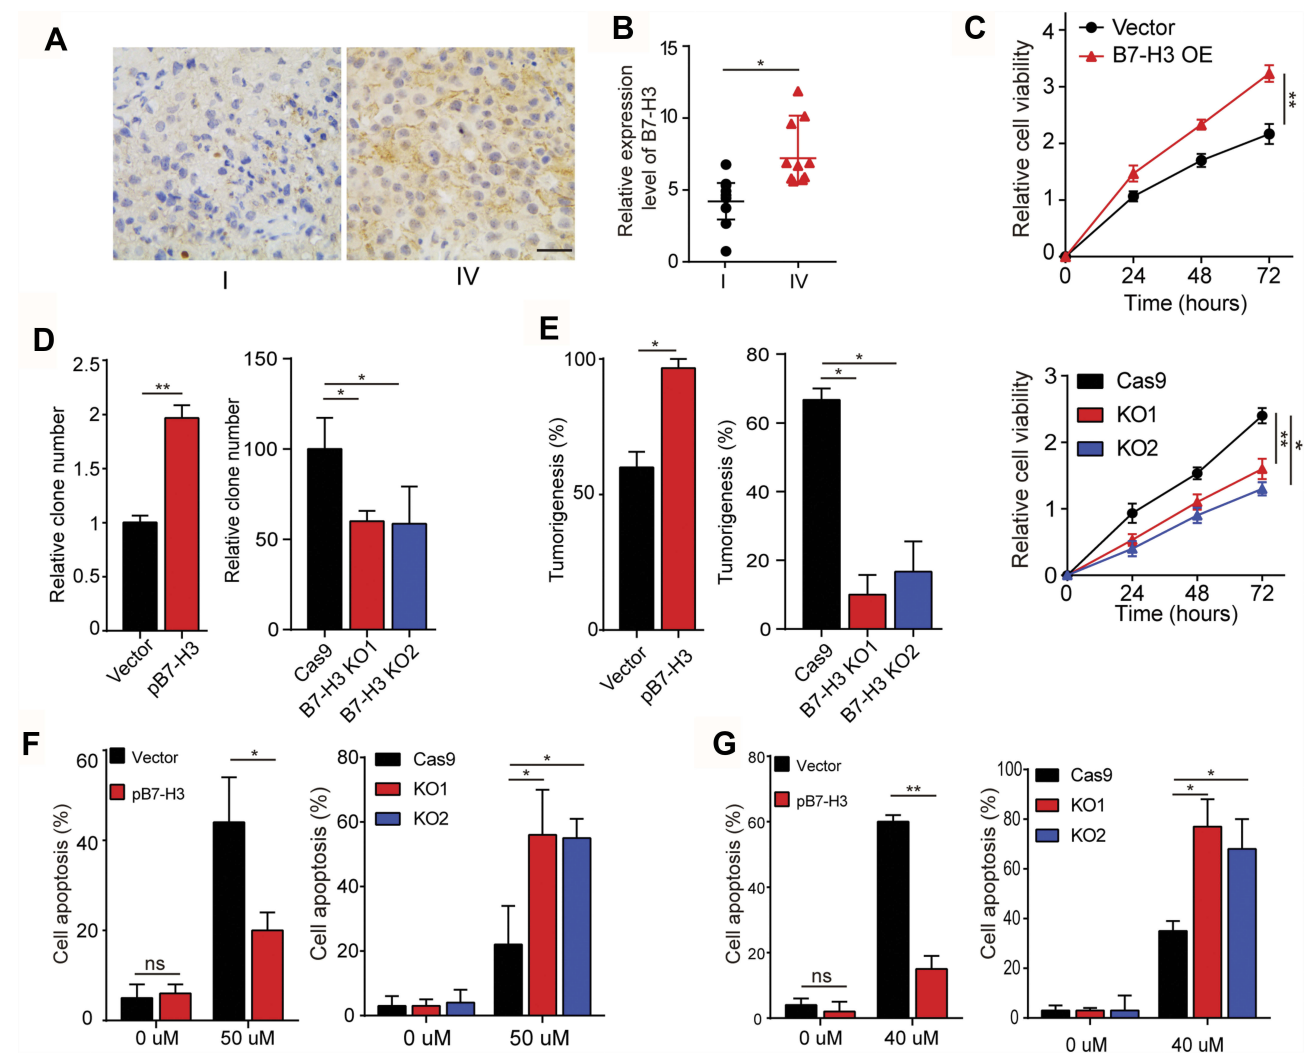 A
I
IV
B
Relative expression
level of B7-H3
15
10
5
0
*
I
IV
C
Relative cell viability
4
3
2
1
0
Vector
B7-H3 OE
**
0
24
48
72
Time (hours)
Relative cell viability
3
2
1
0
Cas9
KO1
KO2
**
*
0
24
48
72
Time (hours)
D
Relative clone number
2.5
2
1.5
1
0.5
0
**
Vector
pB7-H3
Relative clone number
150
100
50
0
*
*
Cas9
B7-H3 KO1
B7-H3 KO2
E
Tumorigenesis (%)
100
50
0
*
Vector
pB7-H3
Tumorigenesis (%)
80
60
40
20
0
*
*
Cas9
B7-H3 KO1
B7-H3 KO2
F
Cell apoptosis (%)
60
40
20
0
Vector
pB7-H3
ns
*
0 uM
50 uM
Cell apoptosis (%)
80
60
40
20
0
Cas9
KO1
KO2
*
*
0 uM
50 uM
G
Cell apoptosis (%)
80
60
40
20
0
Vector
pB7-H3
ns
**
0 uM
40 uM
Cell apoptosis (%)
100
80
60
40
20
0
Cas9
KO1
KO2
*
*
0 uM
40 uM